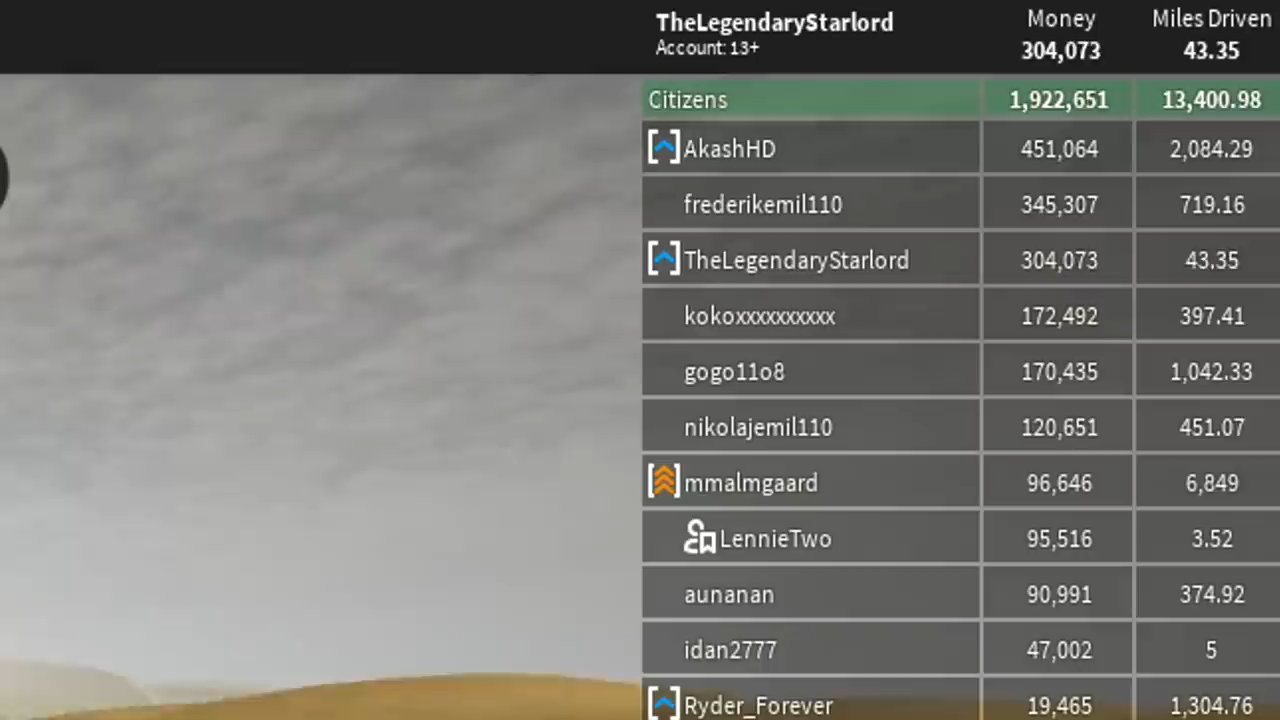 TheLegendaryStarlord Money Miles Driven
Account: 13+ 304,073 43.35
Citizens 1,922,651 13,400.98
AkashHD 451,064 2,084.29
frederikemil110 345,307 719.16
TheLegendaryStarlord 304,073 43.35
kokoxxxxxxxxxx 172,492 397.41
gogo11o8 170,435 1,042.33
nikolajemil110 120,651 451.07
mmalmgaard 96,646 6,849
LennieTwo 95,516 3.52
aunanan 90,991 374.92
idan2777 47,002 5
Ryder_Forever 19,465 1,304.76